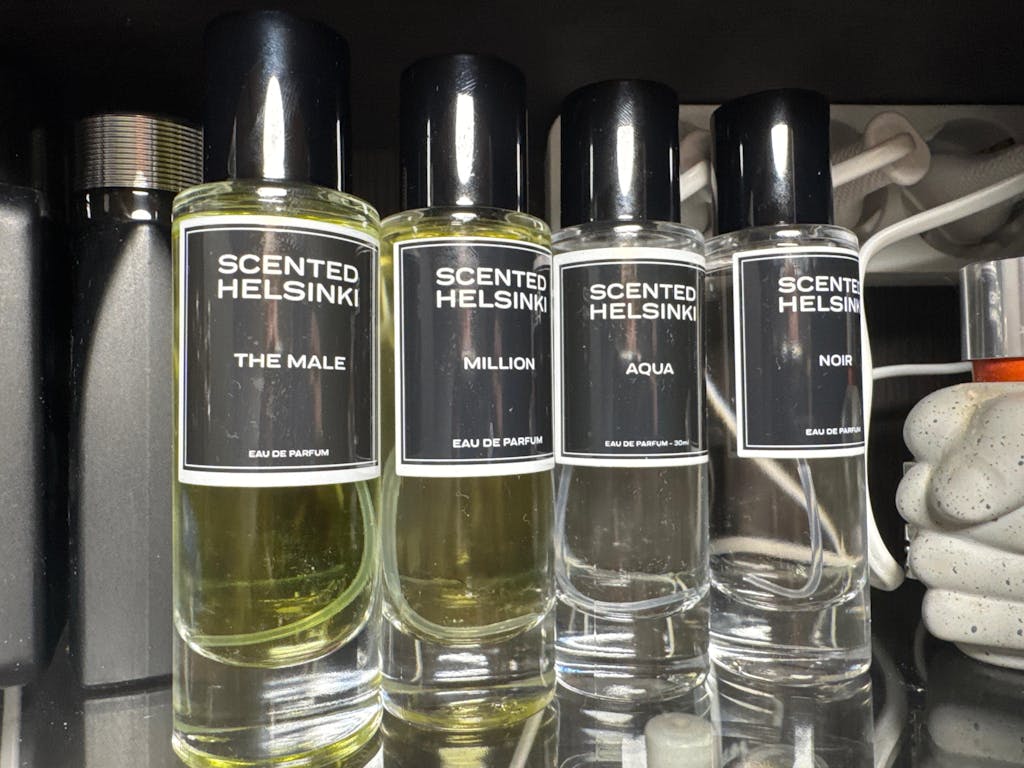 SCENTED
HELSINKI
THE MALE
EAU DE PARFUM
SCENTED
HELSINKI
MILLION
EAU DE PARFUM
SCENTED
HELSINKI
AQUA
EAU DE PARFUM - 30ml
SCENTED
HELSINKI
NOIR
EAU DE PARFUM